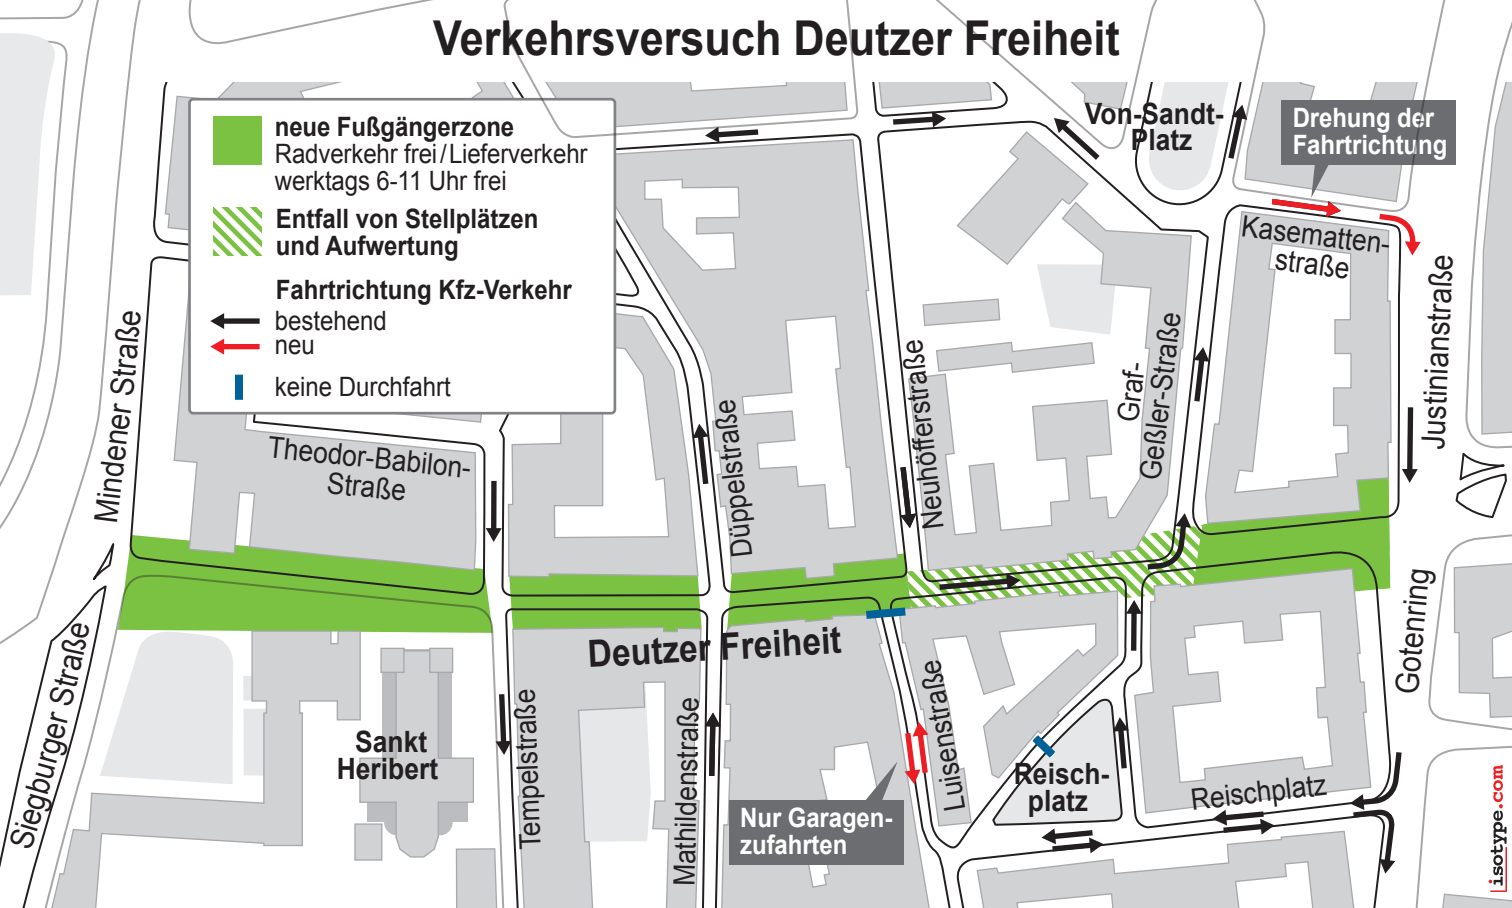 Verkehrsversuch Deutzer Freiheit
neue Fußgängerzone
Radverkehr frei/Lieferverkehr
werktags 6-11 Uhr frei
Entfall von Stellplätzen
und Aufwertung
Fahrtrichtung Kfz-Verkehr
bestehend
neu
keine Durchfahrt
Von-Sandt-
Platz
Drehung der
Fahrtrichtung
Kasematten-
straße
Justinianstraße
Graf-
Geßler-Straße
Neuhöfferstraße
Düppelstraße
Mindener Straße
Theodor-Babilon-
Straße
Deutzer Freiheit
Gotenring
Siegburger Straße
Sankt
Heribert
Tempelstraße
Mathildenstraße
Luisenstraße
Nur Garagen-
zufahrten
Reisch-
platz
Reischplatz
isotype.com